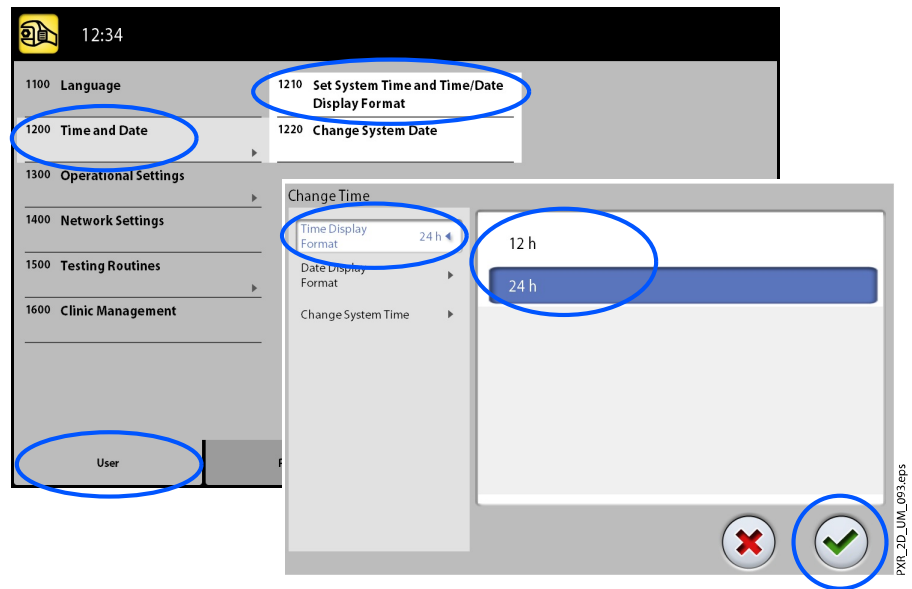 12:34
1100 Language
1200 Time and Date
1300 Operational Settings
1400 Network Settings
1500 Testing Routines
1600 Clinic Management
1210 Set System Time and Time/Date
Display Format
1220 Change System Date
User
Change Time
Time Display
Format
24 h
Date Display
Format
Change System Time
12 h
24 h
PXR_2D_UM_093.eps